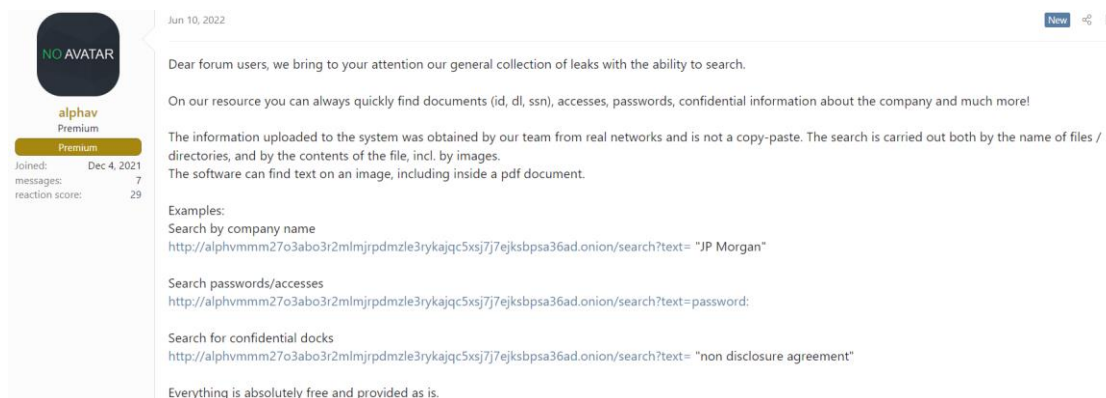 Jun 10, 2022
New
NO AVATAR
alphav
Premium
Premium
Joined: Dec 4, 2021
messages: 7
reaction score: 29
Dear forum users, we bring to your attention our general collection of leaks with the ability to search.
On our resource you can always quickly find documents (id, dl, ssn), accesses, passwords, confidential information about the company and much more!
The information uploaded to the system was obtained by our team from real networks and is not a copy-paste. The search is carried out both by the name of files /
directories, and by the contents of the file, incl. by images.
The software can find text on an image, including inside a pdf document.
Examples:
Search by company name
http://alphvmmm27o3abo3r2mlmjrpdmzle3rykajqc5xsj7j7ejksbpsa36ad.onion/search?text= "JP Morgan"
Search passwords/accesses
http://alphvmmm27o3abo3r2mlmjrpdmzle3rykajqc5xsj7j7ejksbpsa36ad.onion/search?text=password:
Search for confidential docks
http://alphvmmm27o3abo3r2mlmjrpdmzle3rykajqc5xsj7j7ejksbpsa36ad.onion/search?text= "non disclosure agreement"
Everything is absolutely free and provided as is.